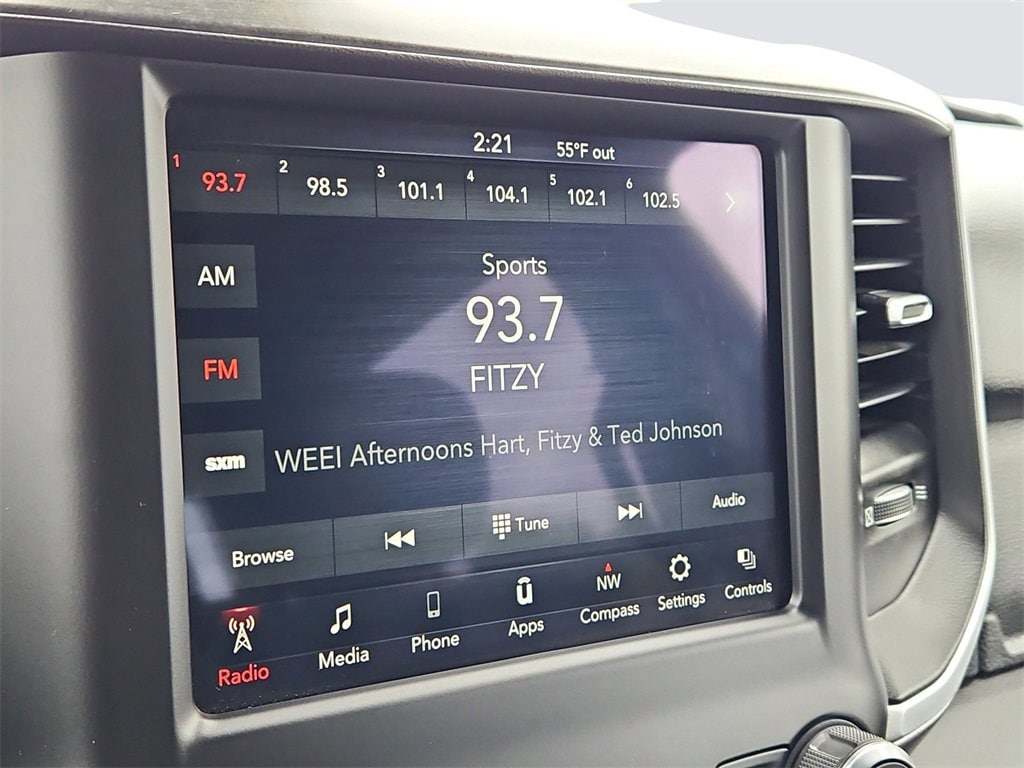 2:21 55°F out
1 93.7 2 98.5 3 101.1 4 104.1 5 102.1 6 102.5
AM
Sports
93.7
FM
FITZY
sxm
WEEI Afternoons Hart, Fitzy & Ted Johnson
Browse Tune Audio
NW
Radio Media Phone Apps Compass Settings Controls